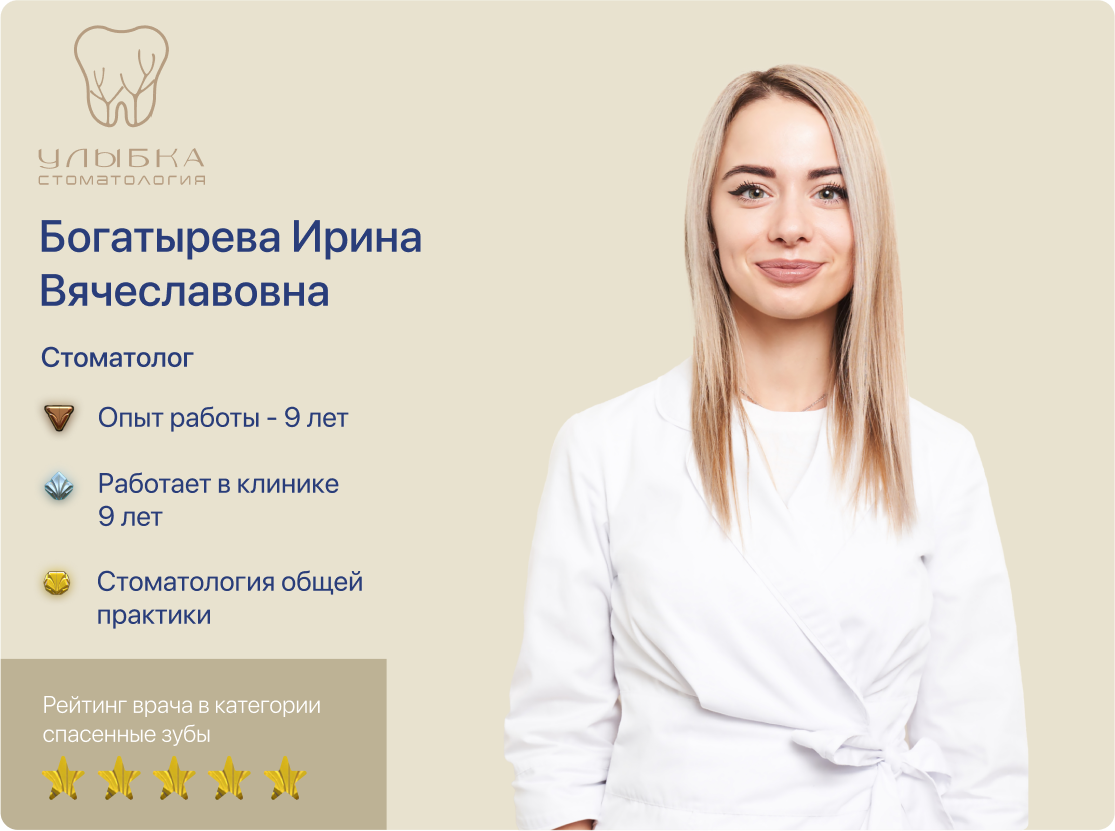 УЛЫБКА
СТОМАТОЛОГИЯ
Богатырева Ирина
Вячеславовна
Стоматолог
Опыт работы - 9 лет
Работает в клинике
9 лет
Стоматология общей
практики
Рейтинг врача в категории
спасенные зубы